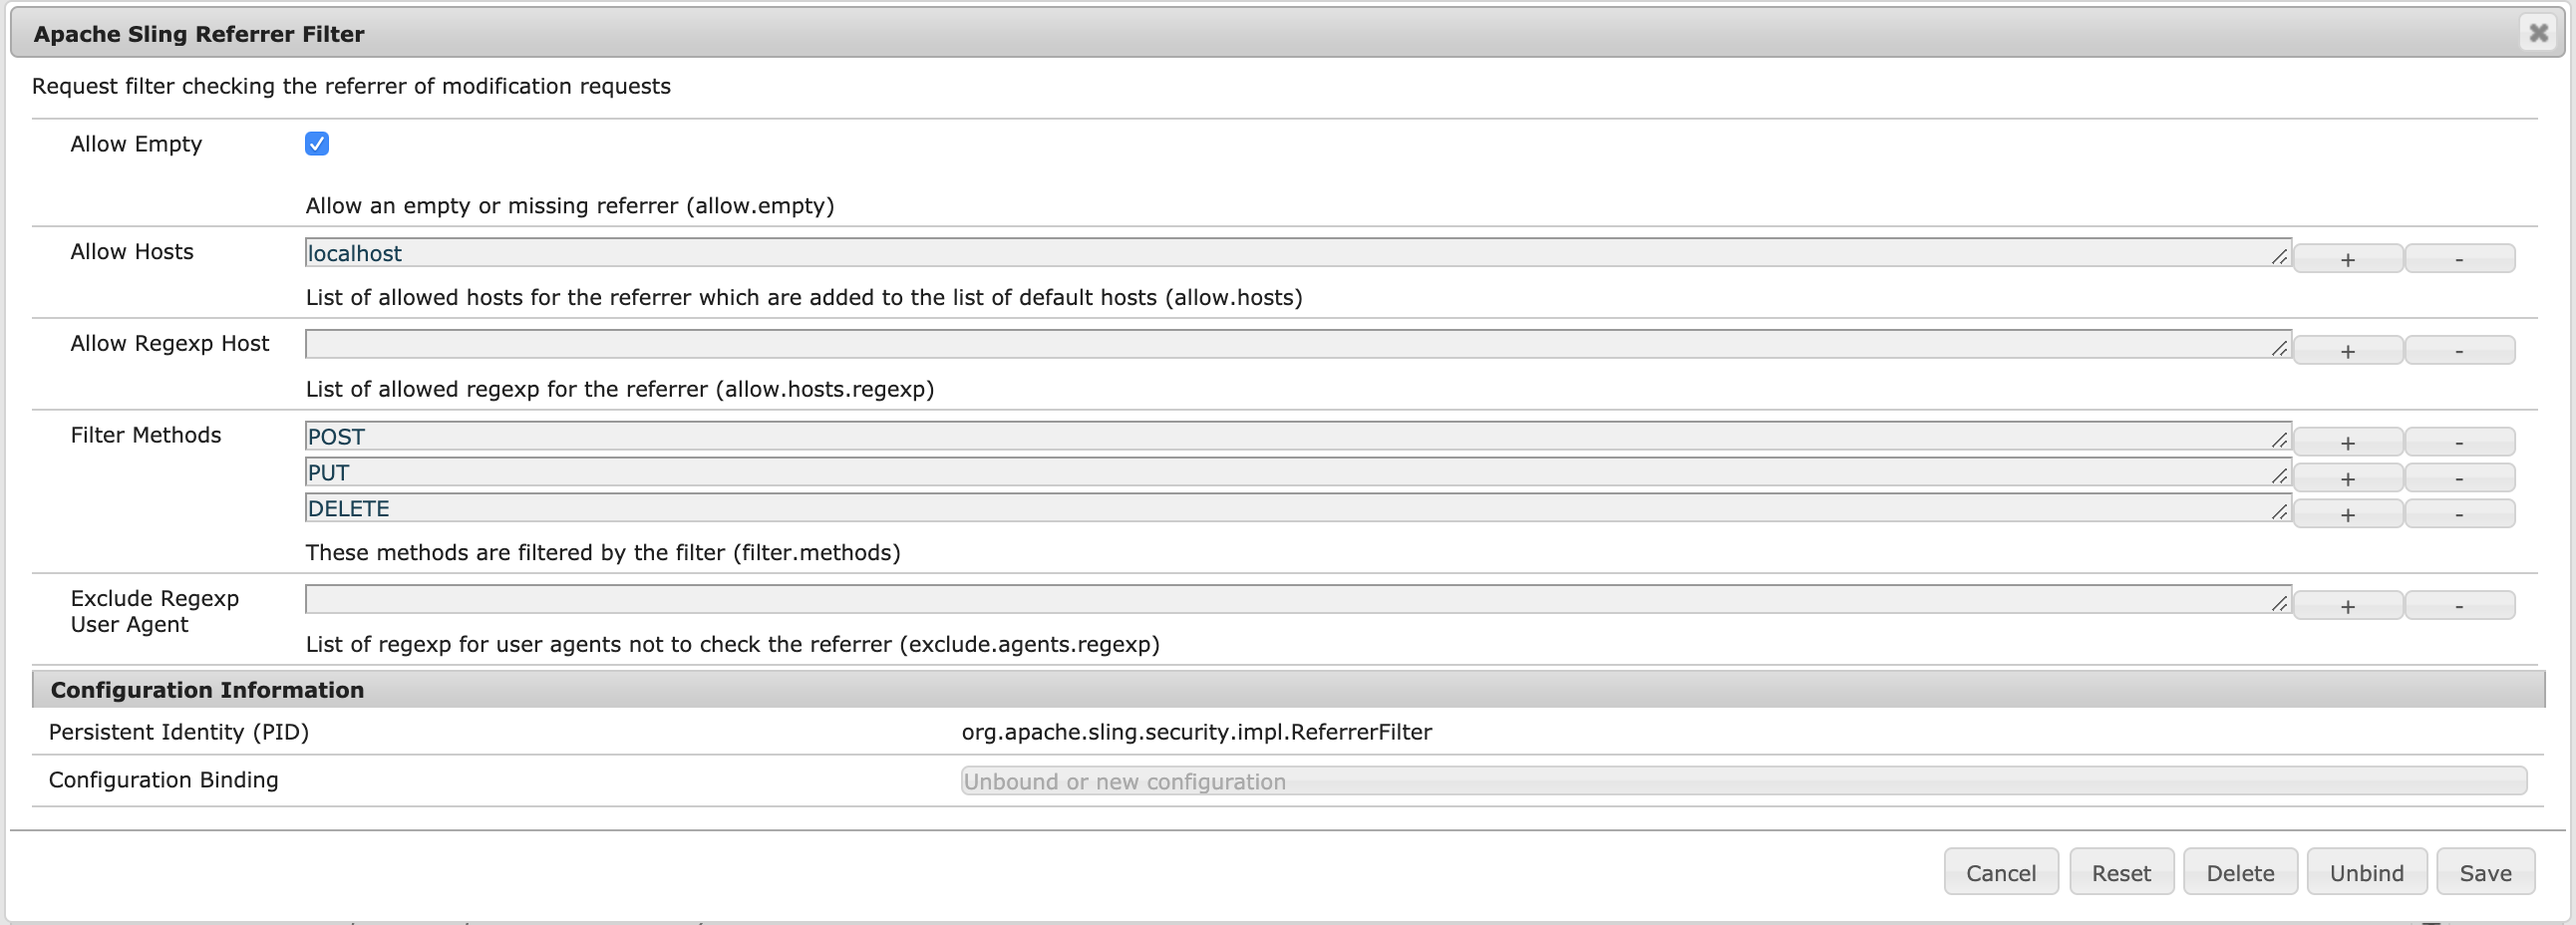 Apache Sling Referrer Filter
Request filter checking the referrer of modification requests
Allow Empty
Allow an empty or missing referrer (allow.empty)
Allow Hosts
localhost
+
-
List of allowed hosts for the referrer which are added to the list of default hosts (allow.hosts)
Allow Regexp Host
+
-
List of allowed regexp for the referrer (allow.hosts.regexp)
Filter Methods
POST
+
-
PUT
+
-
DELETE
+
-
These methods are filtered by the filter (filter.methods)
Exclude Regexp
User Agent
+
-
List of regexp for user agents not to check the referrer (exclude.agents.regexp)
Configuration Information
Persistent Identity (PID)
org.apache.sling.security.impl.ReferrerFilter
Configuration Binding
Unbound or new configuration
Cancel
Reset
Delete
Unbind
Save